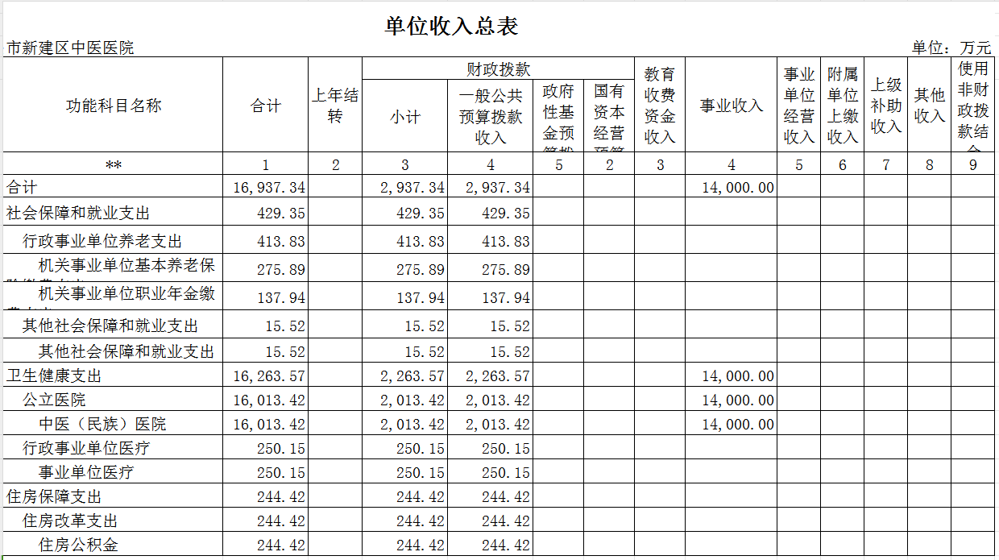 单位收入总表
市新建区中医医院 单位：万元
功能科目名称 合计 上年结转 财政拨款 教育收费资金收入 事业收入 事业单位经营收入 附属单位上缴收入 上级补助收入 其他收入 使用非财政拨款结
小计 一般公共预算拨款收入 政府性基金预 国有资本经营
** 1 2 3 4 5 2 3 4 5 6 7 8 9
合计 16,937.34 2,937.34 2,937.34 14,000.00
社会保障和就业支出 429.35 429.35 429.35
行政事业单位养老支出 413.83 413.83 413.83
机关事业单位基本养老保 275.89 275.89 275.89
机关事业单位职业年金缴 137.94 137.94 137.94
其他社会保障和就业支出 15.52 15.52 15.52
其他社会保障和就业支出 15.52 15.52 15.52
卫生健康支出 16,263.57 2,263.57 2,263.57 14,000.00
公立医院 16,013.42 2,013.42 2,013.42 14,000.00
中医（民族）医院 16,013.42 2,013.42 2,013.42 14,000.00
行政事业单位医疗 250.15 250.15 250.15
事业单位医疗 250.15 250.15 250.15
住房保障支出 244.42 244.42 244.42
住房改革支出 244.42 244.42 244.42
住房公积金 244.42 244.42 244.42